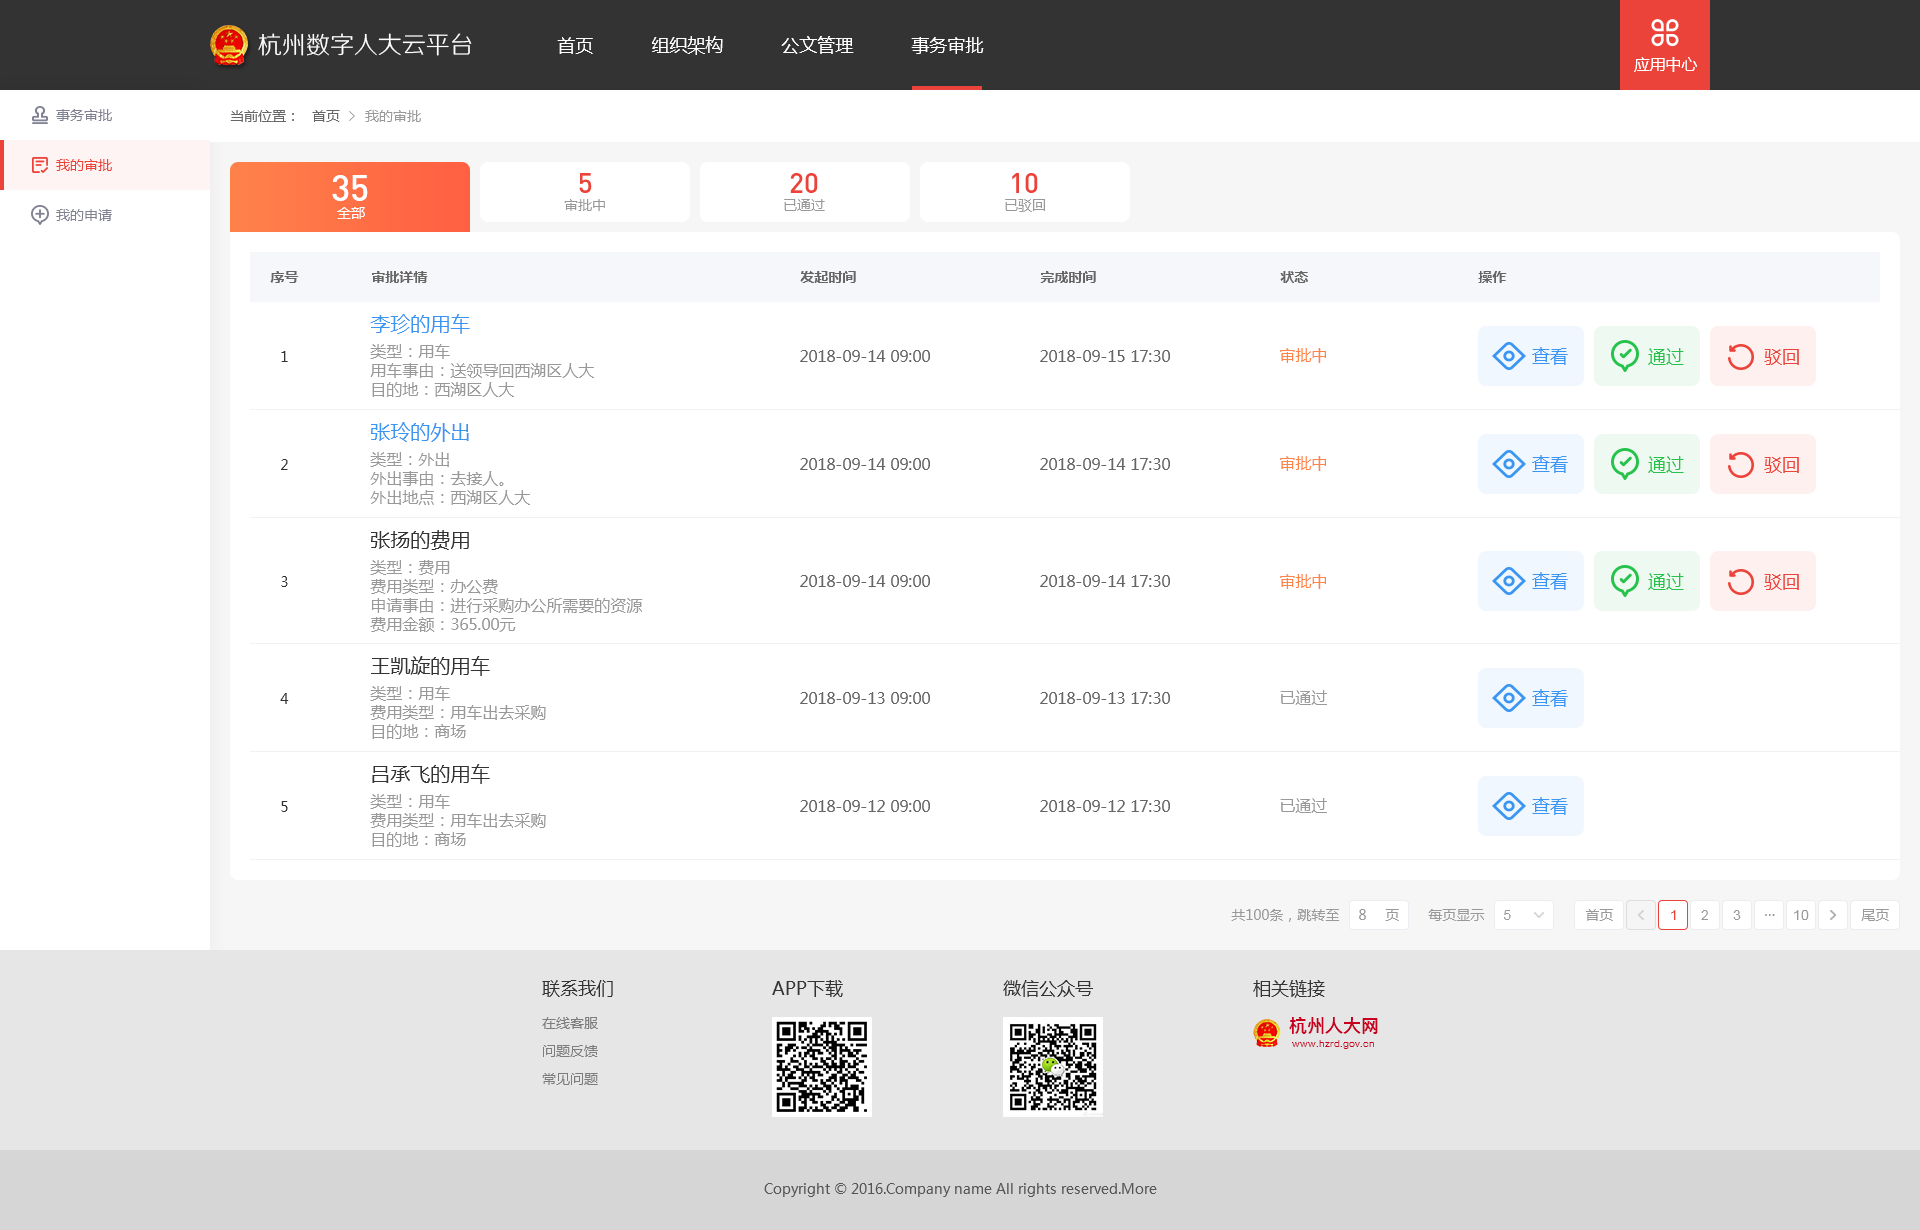 杭州数字人大云平台
首页
组织架构
公文管理
事务审批
应用中心
事务审批
我的审批
我的申请
当前位置： 首页 > 我的审批
35
全部
5
审批中
20
已通过
10
已驳回
序号 审批详情 发起时间 完成时间 状态 操作
李珍的用车
类型：用车
用车事由：送领导回西湖区人大
目的地：西湖区人大
1 2018-09-14 09:00 2018-09-15 17:30 审批中 查看 通过 驳回
张玲的外出
类型：外出
外出事由：去接人。
外出地点：西湖区人大
2 2018-09-14 09:00 2018-09-14 17:30 审批中 查看 通过 驳回
张扬的费用
类型：费用
费用类型：办公费
申请事由：进行采购办公所需要的资源
费用金额：365.00元
3 2018-09-14 09:00 2018-09-14 17:30 审批中 查看 通过 驳回
王凯旋的用车
类型：用车
费用类型：用车出去采购
目的地：商场
4 2018-09-13 09:00 2018-09-13 17:30 已通过 查看
吕承飞的用车
类型：用车
费用类型：用车出去采购
目的地：商场
5 2018-09-12 09:00 2018-09-12 17:30 已通过 查看
共100条，跳转至 8 页 每页显示 5 首页 < 1 2 3 ··· 10 > 尾页
联系我们
在线客服
问题反馈
常见问题
APP下载
微信公众号
相关链接
杭州人大网
www.hzrd.gov.cn
Copyright © 2016.Company name All rights reserved.More